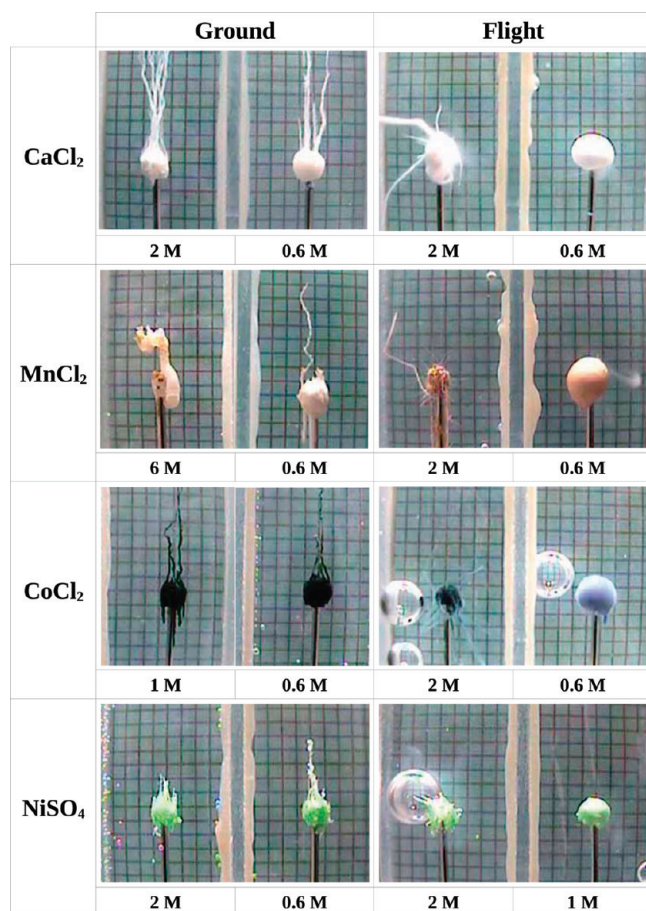 Ground Flight
CaCl₂
2 M 0.6 M 2 M 0.6 M
MnCl₂
6 M 0.6 M 2 M 0.6 M
CoCl₂
1 M 0.6 M 2 M 0.6 M
NiSO₄
2 M 0.6 M 2 M 1 M